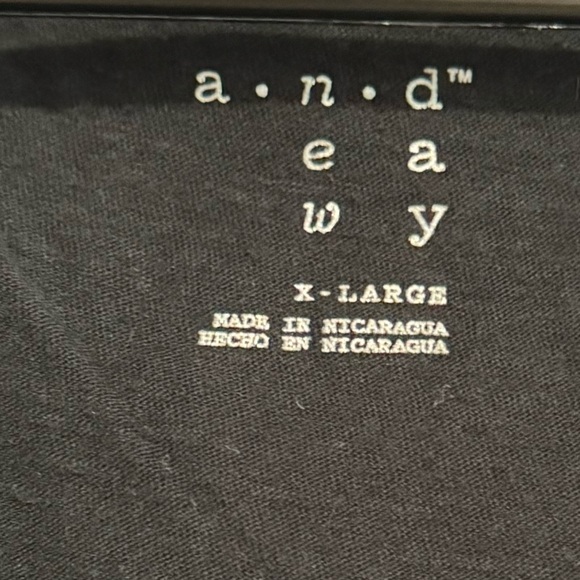 a • n • d™
e a
w y
X-LARGE
MADE IN NICARAGUA
HECHO EN NICARAGUA